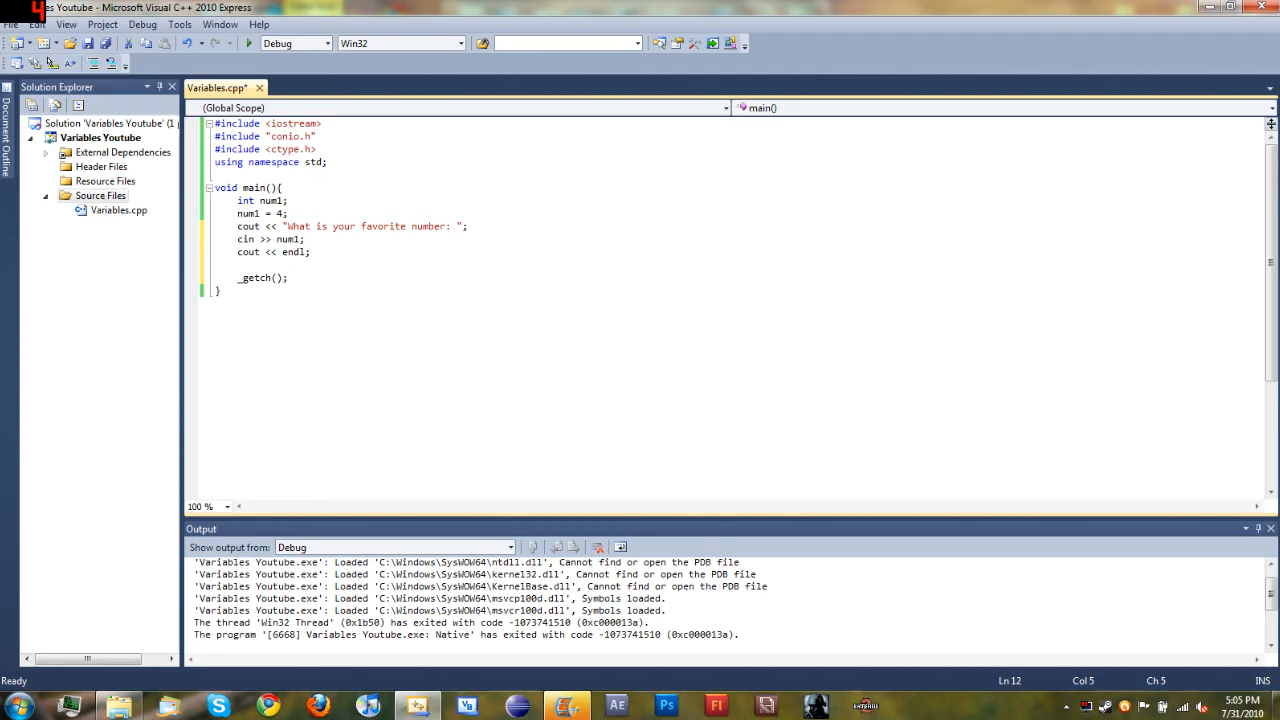 4
es Youtube - Microsoft Visual C++ 2010 Express
File Edit View Project Debug Tools Window Help
Debug Win32
Solution Explorer
Variables.cpp*
Document Outline
(Global Scope) main()
Solution 'Variables Youtube' (1 p
Variables Youtube
External Dependencies
Header Files
Resource Files
Source Files
Variables.cpp
#include <iostream>
#include "conio.h"
#include <ctype.h>
using namespace std;
void main(){
int num1;
num1 = 4;
cout << "What is your favorite number: ";
cin >> num1;
cout << endl;
_getch();
}
100 %
Output
Show output from: Debug
'Variables Youtube.exe': Loaded 'C:\Windows\SysWOW64\ntdll.dll', Cannot find or open the PDB file
'Variables Youtube.exe': Loaded 'C:\Windows\SysWOW64\kernel32.dll', Cannot find or open the PDB file
'Variables Youtube.exe': Loaded 'C:\Windows\SysWOW64\KernelBase.dll', Cannot find or open the PDB file
'Variables Youtube.exe': Loaded 'C:\Windows\SysWOW64\msvcp100d.dll', Symbols loaded.
'Variables Youtube.exe': Loaded 'C:\Windows\SysWOW64\msvcr100d.dll', Symbols loaded.
The thread 'Win32 Thread' (0x1b50) has exited with code -1073741510 (0xc000013a).
The program '[6668] Variables Youtube.exe: Native' has exited with code -1073741510 (0xc000013a).
Ready Ln 12 Col 5 Ch 5 INS
VB AE Ps Fl
5:05 PM
7/31/2010